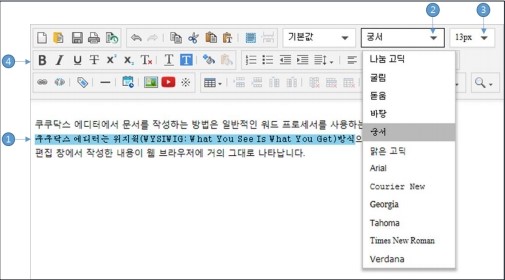 2 3
기본값 궁서 13px
4
B I U T X² X₂ Tx T T
나눔 고딕
굴림
돋움
바탕
궁서
맑은 고딕
Arial
Courier New
Georgia
Tahoma
Times New Roman
Verdana
쿠쿠닥스 에디터에서 문서를 작성하는 방법은 일반적인 워드 프로세서를 사용하는
1 쿠쿠닥스 에디터는 위지윅(WYSIWIG: What You See Is What You Get)방식으
편집 창에서 작성한 내용이 웹 브라우저에 거의 그대로 나타납니다.